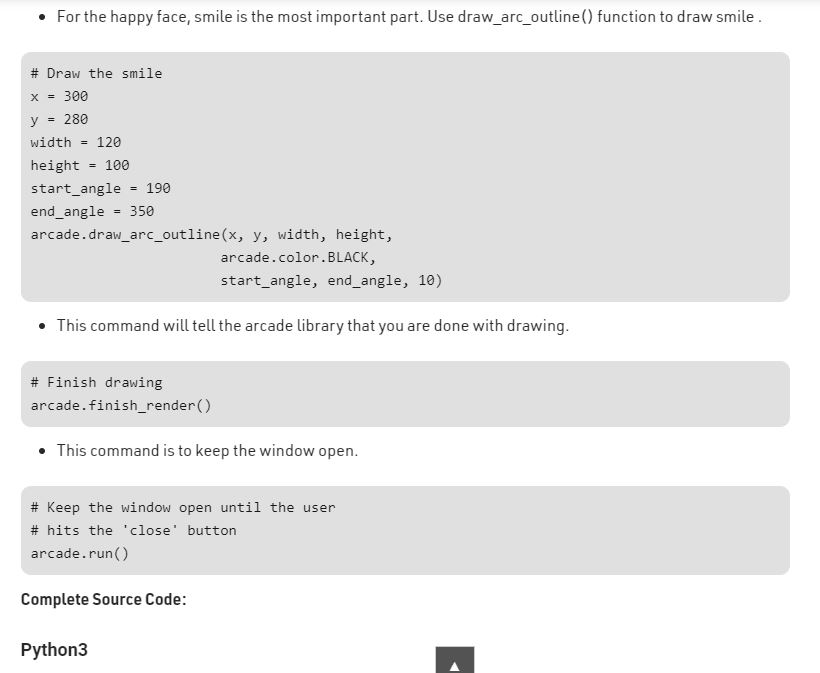 • For the happy face, smile is the most important part. Use draw_arc_outline() function to draw smile .
# Draw the smile
x = 300
y = 280
width = 120
height = 100
start_angle = 190
end_angle = 350
arcade.draw_arc_outline(x, y, width, height,
                       arcade.color.BLACK,
                       start_angle, end_angle, 10)
• This command will tell the arcade library that you are done with drawing.
# Finish drawing
arcade.finish_render()
• This command is to keep the window open.
# Keep the window open until the user
# hits the 'close' button
arcade.run()
Complete Source Code:
Python3